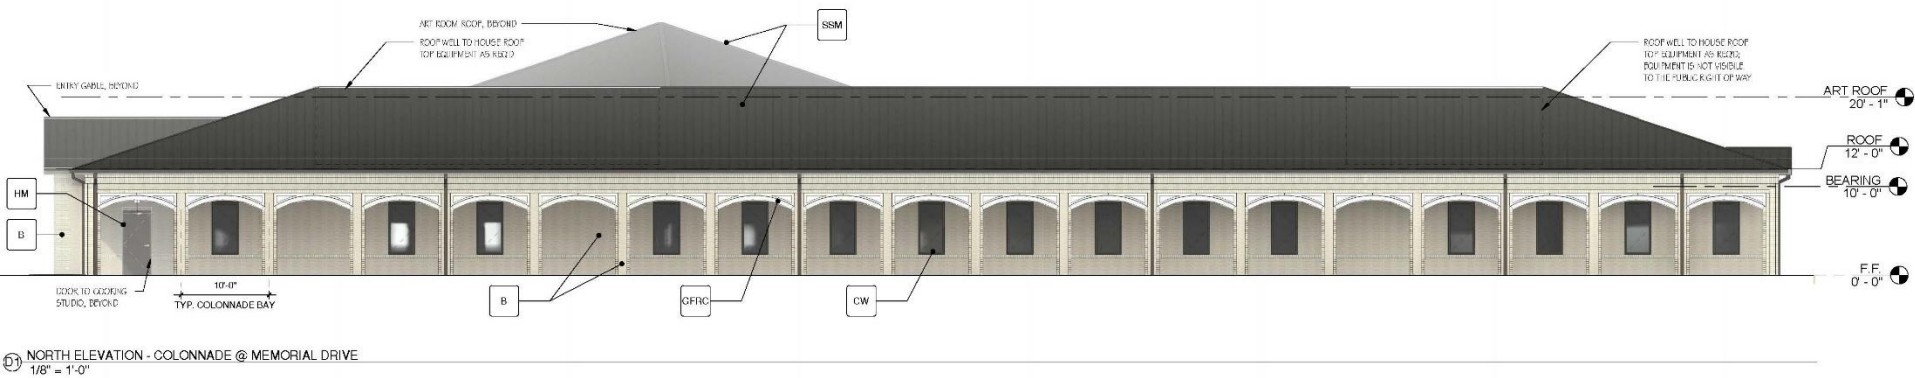 ART ROOM ROOF, BEYOND
SSM
ROOF WELL TO HOUSE ROOF
TOP EQUIPMENT AS REQ'D
ROOF WELL TO HOUSE ROOF
TOP EQUIPMENT AS REQ'D;
EQUIPMENT IS NOT VISIBLE
TO THE PUBLIC RIGHT OF WAY
ENTRY GABLE, BEYOND
ART ROOF
20' - 1"
ROOF
12' - 0"
BEARING
10' - 0"
HM
B
F.F.
0' - 0"
DOOR TO COOKING
STUDIO, BEYOND
10'-0"
TYP. COLONNADE BAY
B
GFRC
CW
D1
NORTH ELEVATION - COLONNADE @ MEMORIAL DRIVE
1/8" = 1'-0"